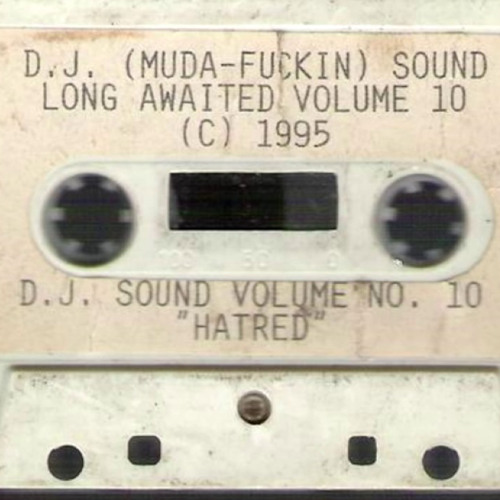 D.J. (MUDA-FUCKIN) SOUND
LONG AWAITED VOLUME 10
(C) 1995
100 50 0
D.J. SOUND VOLUME NO. 10
"HATRED"